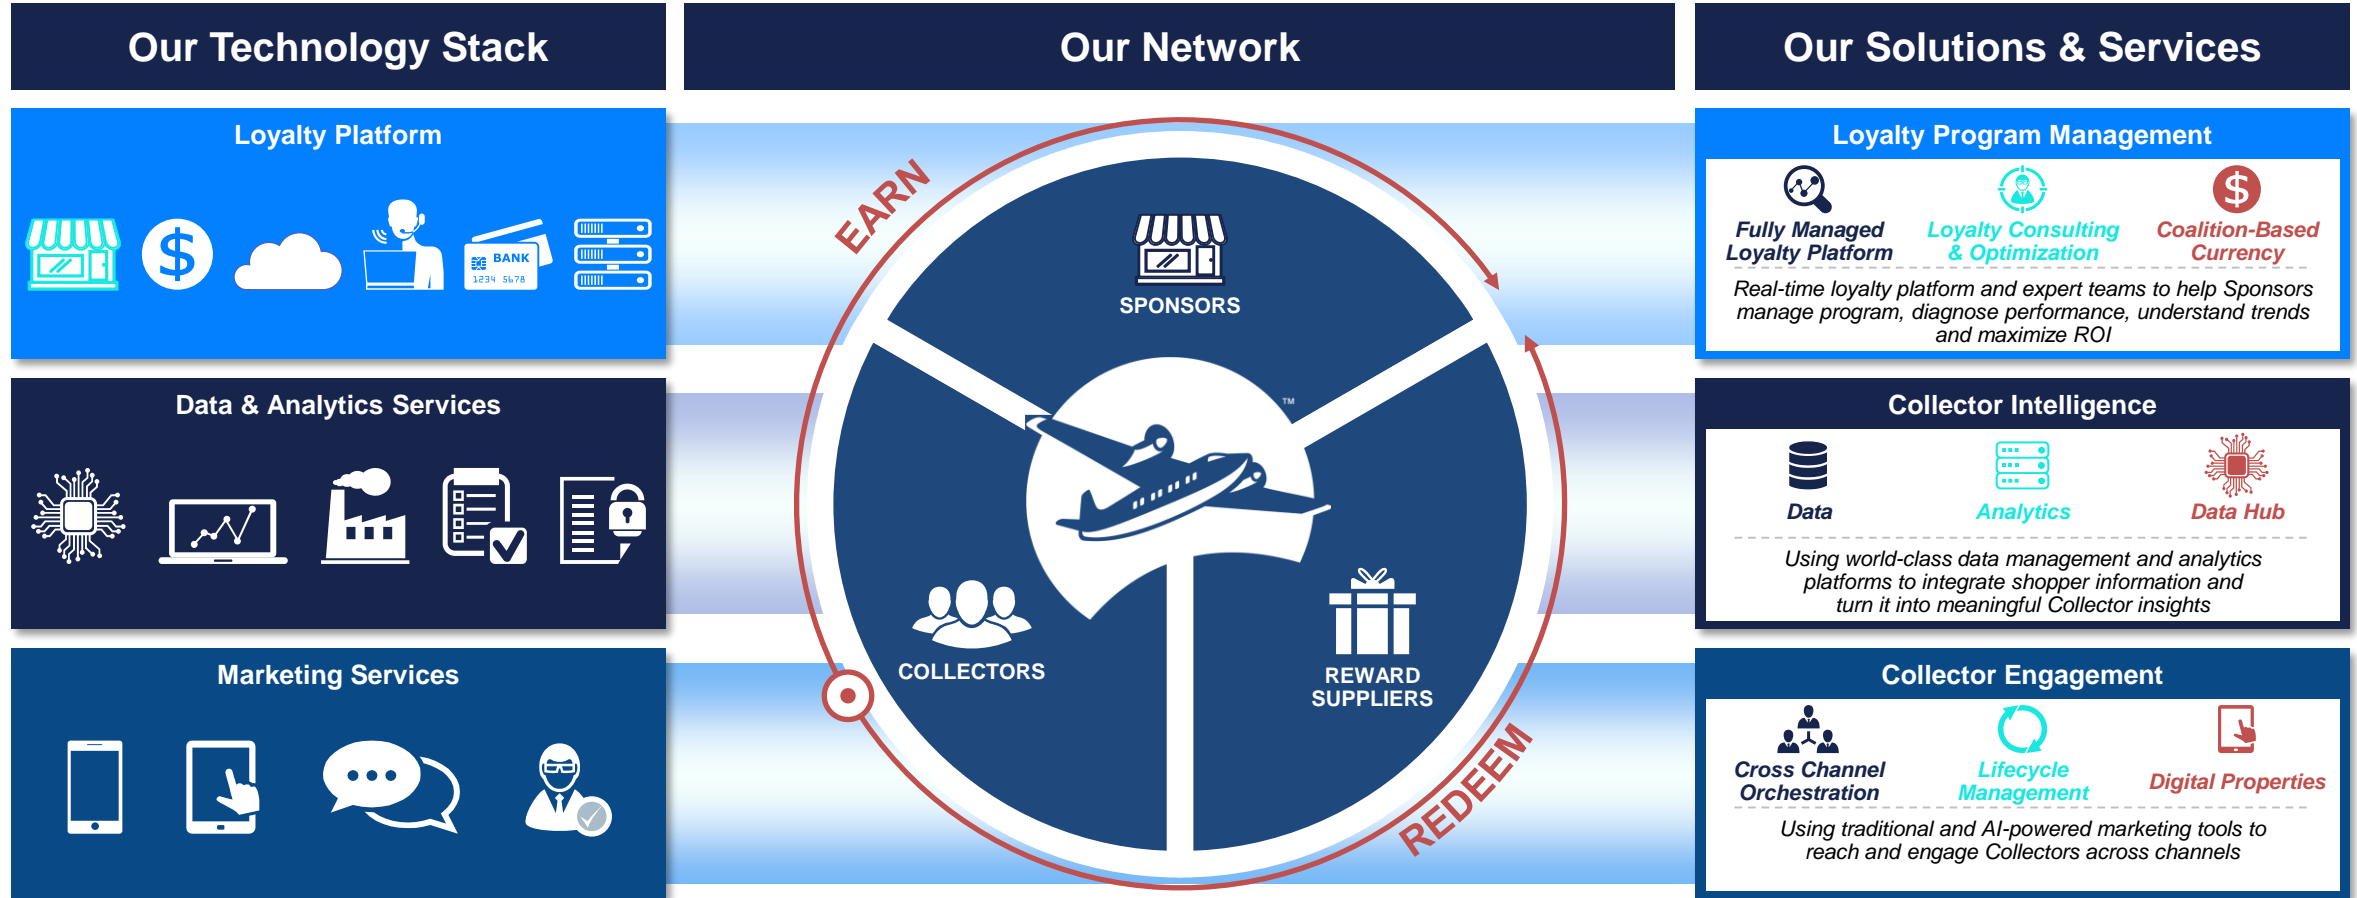 Our Technology Stack
Our Network
Our Solutions & Services
Loyalty Platform
BANK
1234 5678
Data & Analytics Services
Marketing Services
EARN
SPONSORS
TM
COLLECTORS
REWARD
SUPPLIERS
REDEEM
Loyalty Program Management
Fully Managed
Loyalty Platform
Loyalty Consulting
& Optimization
Coalition-Based
Currency
Real-time loyalty platform and expert teams to help Sponsors
manage program, diagnose performance, understand trends
and maximize ROI
Collector Intelligence
Data
Analytics
Data Hub
Using world-class data management and analytics
platforms to integrate shopper information and
turn it into meaningful Collector insights
Collector Engagement
Cross Channel
Orchestration
Lifecycle
Management
Digital Properties
Using traditional and AI-powered marketing tools to
reach and engage Collectors across channels